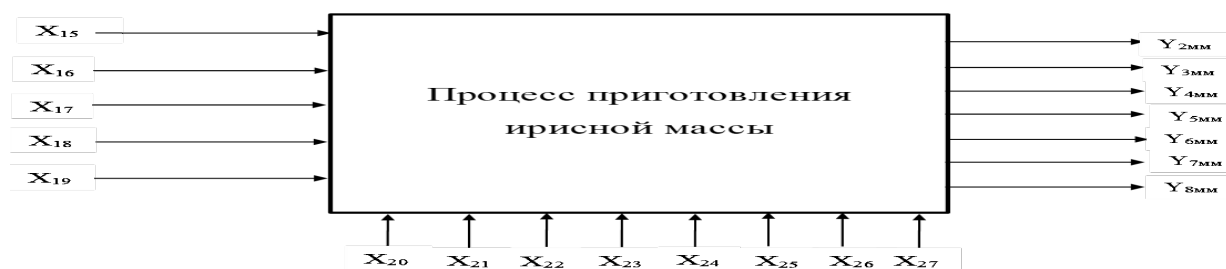 X15
X16
X17
X18
X19
Процесс приготовления
ирисной массы
Y2мм
Y3мм
Y4мм
Y5мм
Y6мм
Y7мм
Y8мм
X20 X21 X22 X23 X24 X25 X26 X27